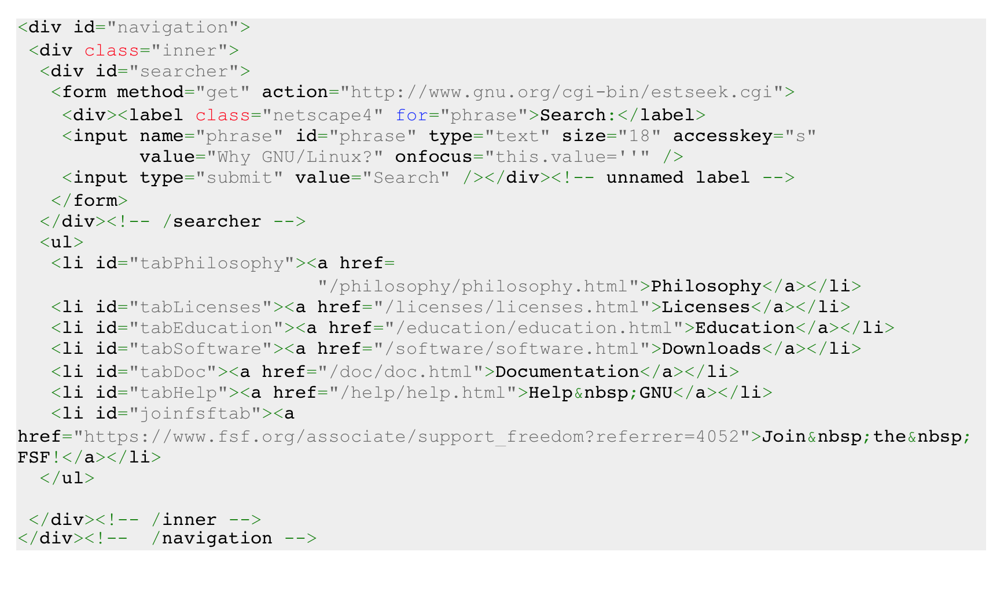 <div id="navigation">
 <div class="inner">
  <div id="searcher">
   <form method="get" action="http://www.gnu.org/cgi-bin/estseek.cgi">
    <div><label class="netscape4" for="phrase">Search:</label>
    <input name="phrase" id="phrase" type="text" size="18" accesskey="s"
           value="Why GNU/Linux?" onfocus="this.value=''" />
    <input type="submit" value="Search" /></div><!-- unnamed label -->
   </form>
  </div><!-- /searcher -->
  <ul>
   <li id="tabPhilosophy"><a href=
                           "/philosophy/philosophy.html">Philosophy</a></li>
   <li id="tabLicenses"><a href="/licenses/licenses.html">Licenses</a></li>
   <li id="tabEducation"><a href="/education/education.html">Education</a></li>
   <li id="tabSoftware"><a href="/software/software.html">Downloads</a></li>
   <li id="tabDoc"><a href="/doc/doc.html">Documentation</a></li>
   <li id="tabHelp"><a href="/help/help.html">Help&nbsp;GNU</a></li>
   <li id="joinfsftab"><a
href="https://www.fsf.org/associate/support_freedom?referrer=4052">Join&nbsp;the&nbsp;
FSF!</a></li>
  </ul>

 </div><!-- /inner -->
</div><!--  /navigation -->